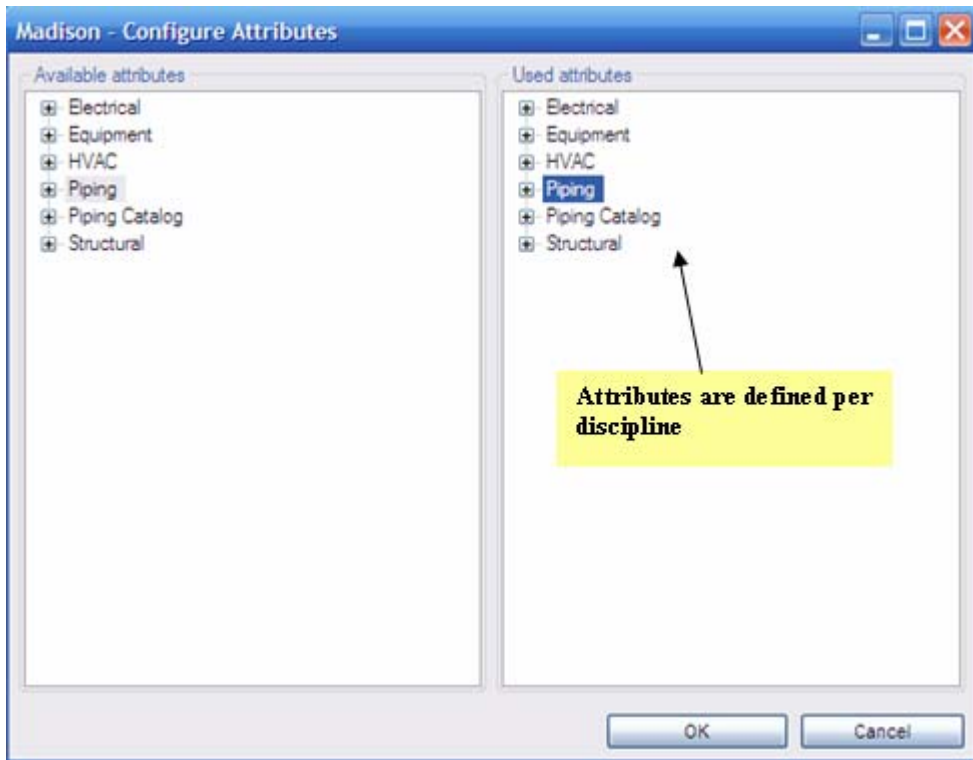 Madison - Configure Attributes
Available attributes
Electrical
Equipment
HVAC
Piping
Piping Catalog
Structural
Used attributes
Electrical
Equipment
HVAC
Piping
Piping Catalog
Structural
Attributes are defined per
discipline
OK
Cancel